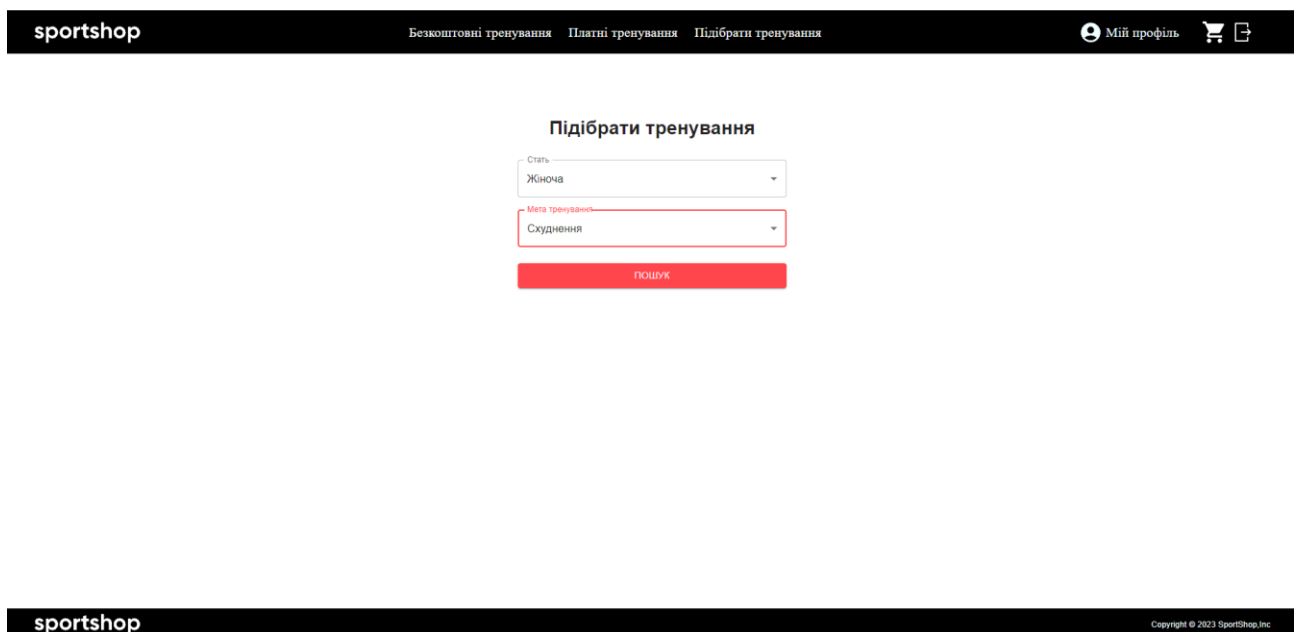 sportshop
Безкоштовні тренування Платні тренування Підібрати тренування
Мій профіль
Підібрати тренування
Стать
Жіноча
Мета тренування
Схуднення
ПОШУК
sportshop
Copyright © 2023 SportShop,Inc